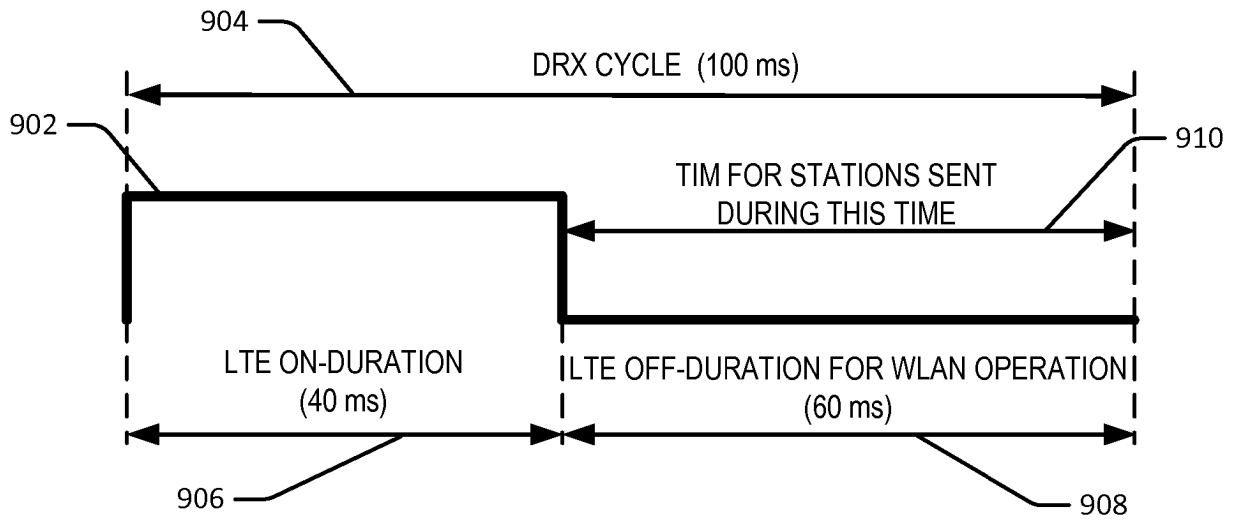 904
DRX CYCLE (100 ms)
902
910
TIM FOR STATIONS SENT
DURING THIS TIME
LTE ON-DURATION
(40 ms)
LTE OFF-DURATION FOR WLAN OPERATION
(60 ms)
906
908